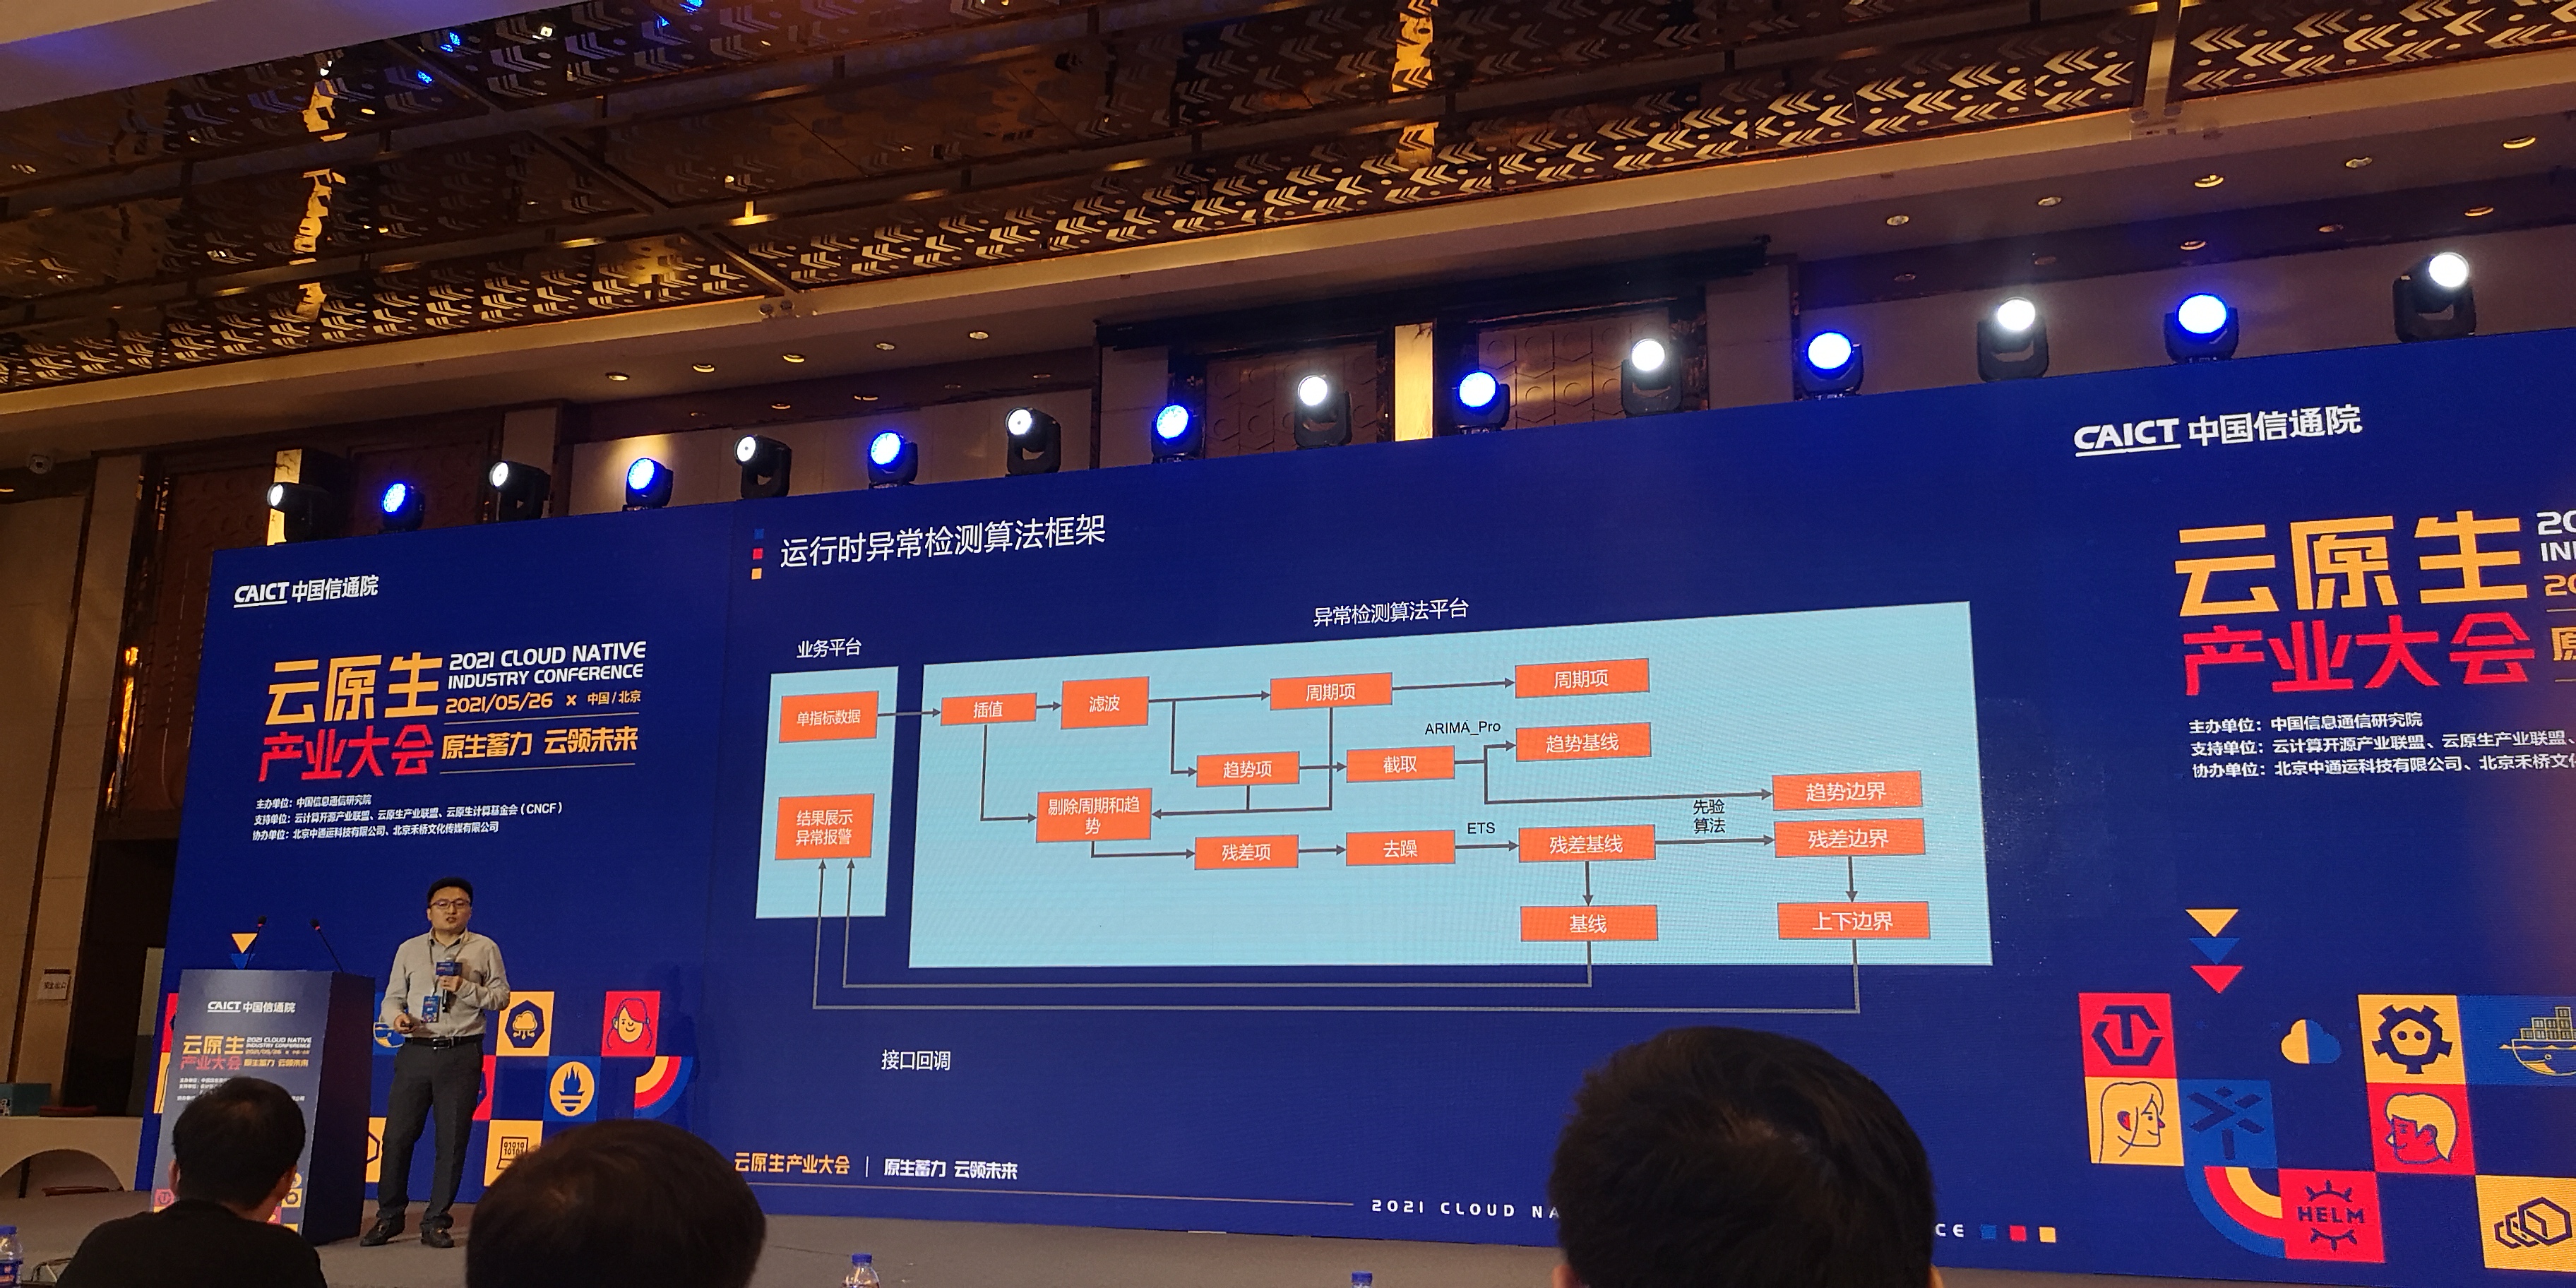 CAICT 中国信通院
云原生
产业大会
2021 CLOUD NATIVE
INDUSTRY CONFERENCE
2021/05/26 x 中国/北京
原生蓄力 云领未来
主办单位：中国信息通信研究院
支持单位：云计算开源产业联盟、云原生产业联盟、云原生计算基金会（CNCF）
协办单位：北京中通运科技有限公司、北京禾桥文化传媒有限公司
运行时异常检测算法框架
业务平台
异常检测算法平台
单指标数据
结果展示
异常报警
插值
滤波
周期项
周期项
ARIMA_Pro
趋势项
截取
趋势基线
趋势边界
剔除周期和趋
势
残差项
去躁
ETS
残差基线
先验
算法
残差边界
基线
上下边界
接口回调
云原生产业大会 | 原生蓄力 云领未来
2021 CLOUD NA
CE
CAICT 中国信通院
云原生
产业大会
20
IN
20
原
主办单位：中国信息通信研究院
支持单位：云计算开源产业联盟、云原生产业联盟、
协办单位：北京中通运科技有限公司、北京禾桥文化
HELM
CAICT 中国信通院
云原生
产业大会
2021 CLOUD NATIVE
INDUSTRY CONFERENCE
原生蓄力 云领未来